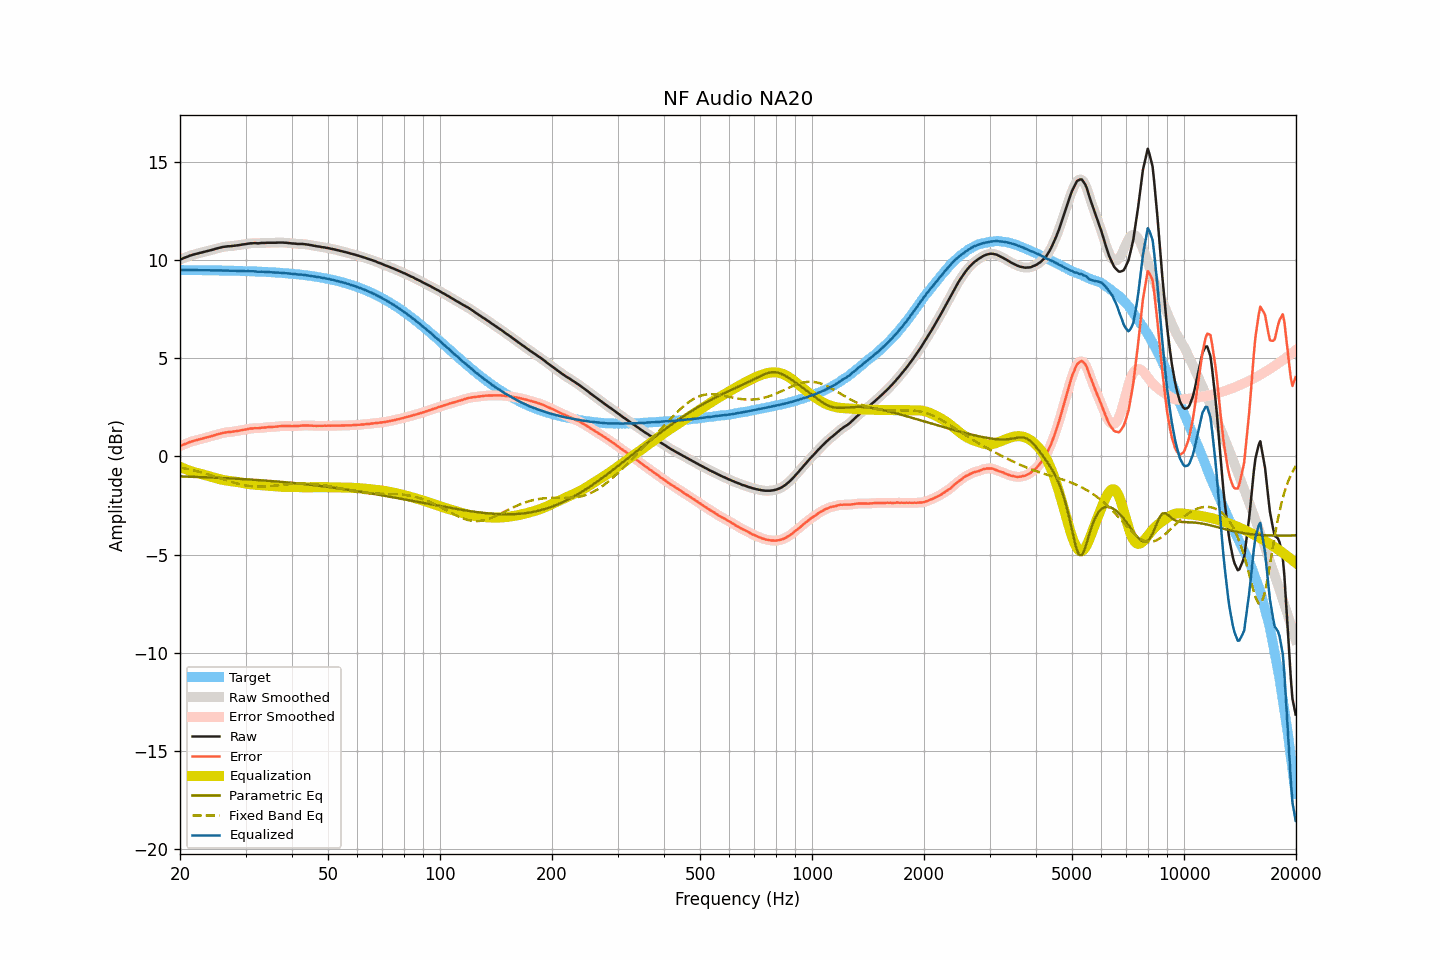 NF Audio NA20
Amplitude (dBr)
15
10
5
0
−5
−10
−15
−20
Target
Raw Smoothed
Error Smoothed
Raw
Error
Equalization
Parametric Eq
Fixed Band Eq
Equalized
20 50 100 200 500 1000 2000 5000 10000 20000
Frequency (Hz)